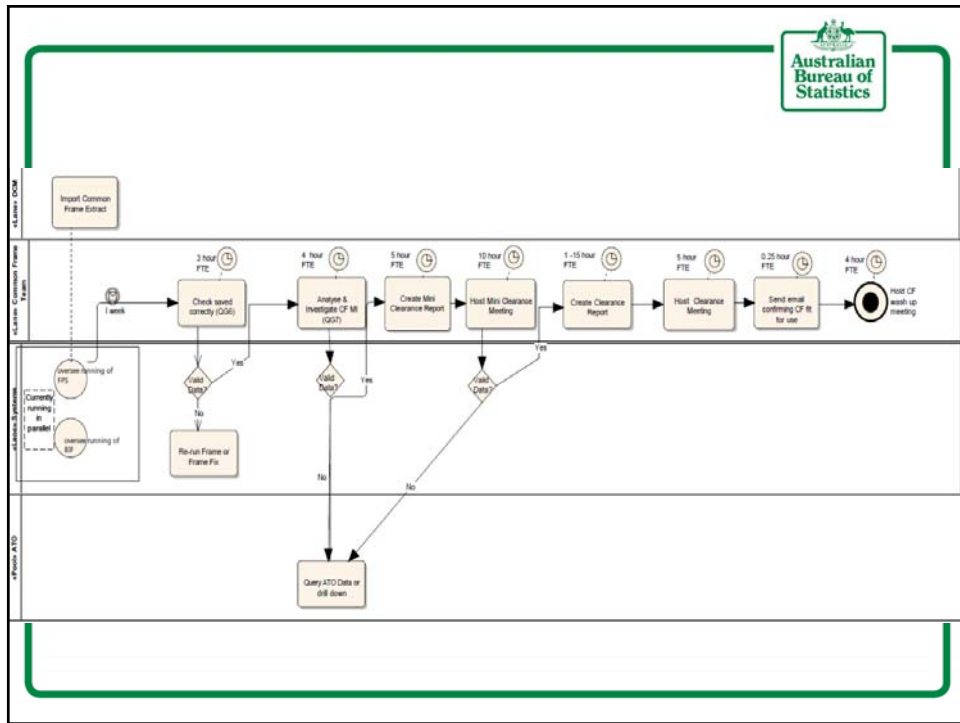 Australian
Bureau of
Statistics
«Lane» DCM
Import Common
Frame Extract
«Lane» Common Frame
Team
1 week
3 hour
FTE
Check saved
correctly (QG6)
4 hour
FTE
Analyse &
Investigate CF MI
(QG7)
5 hour
FTE
Create Mini
Clearance Report
10 hour
FTE
Host Mini Clearance
Meeting
1 -15 hour
FTE
Create Clearance
Report
5 hour
FTE
Host Clearance
Meeting
0.25 hour
FTE
Send email
confirming CF fit
for use
4 hour
FTE
Hold CF
wash up
meeting
«Lane» Systems
oversee running of
FPS
Currently
running
in
parallel
oversee running of
BIF
Valid
Data?
Yes
No
Re-run Frame or
Frame Fix
Valid
Data?
Yes
No
Valid
Data?
Yes
No
«Pool» ATO
Query ATO Data or
drill down